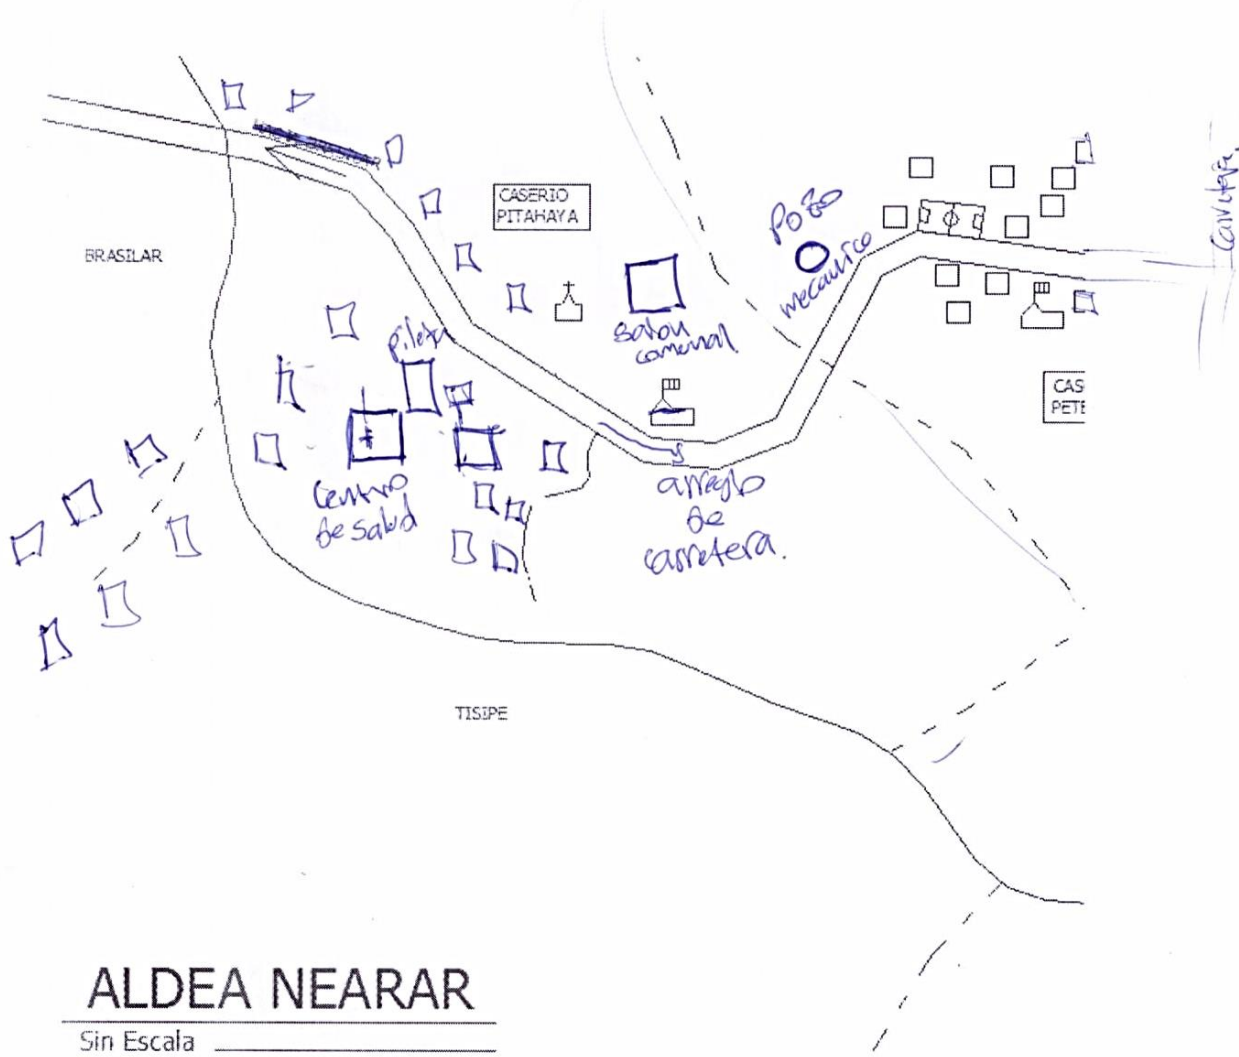 CASERIO
PITAHAYA
Pozo
mecanico
Carretera
BRASILAR
salon
comunal
pileta
CAS
PETE
Centro
de salud
arreglo
de
carretera.
TISIPE
ALDEA NEARAR
Sin Escala